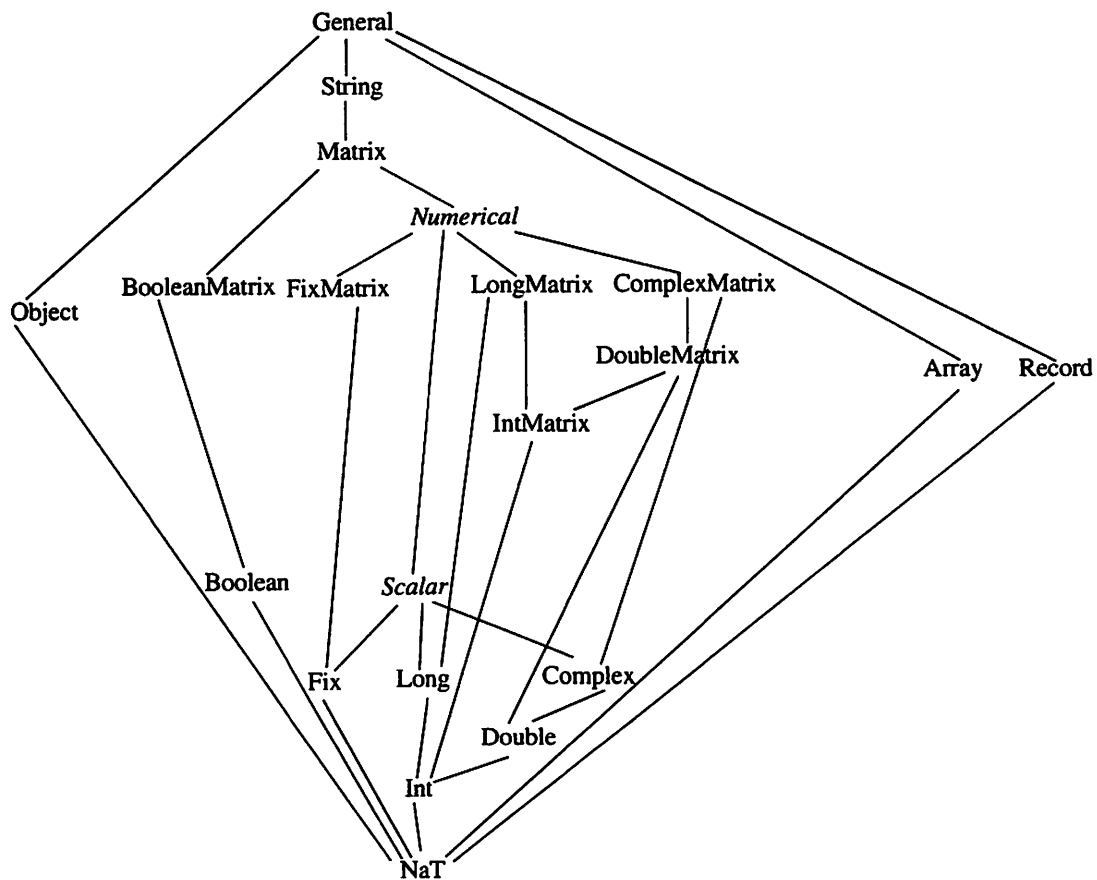 General
String
Matrix
Numerical
BooleanMatrix FixMatrix LongMatrix ComplexMatrix
Object
DoubleMatrix
Array Record
IntMatrix
Boolean Scalar
Fix Long Complex
Double
Int
NaT